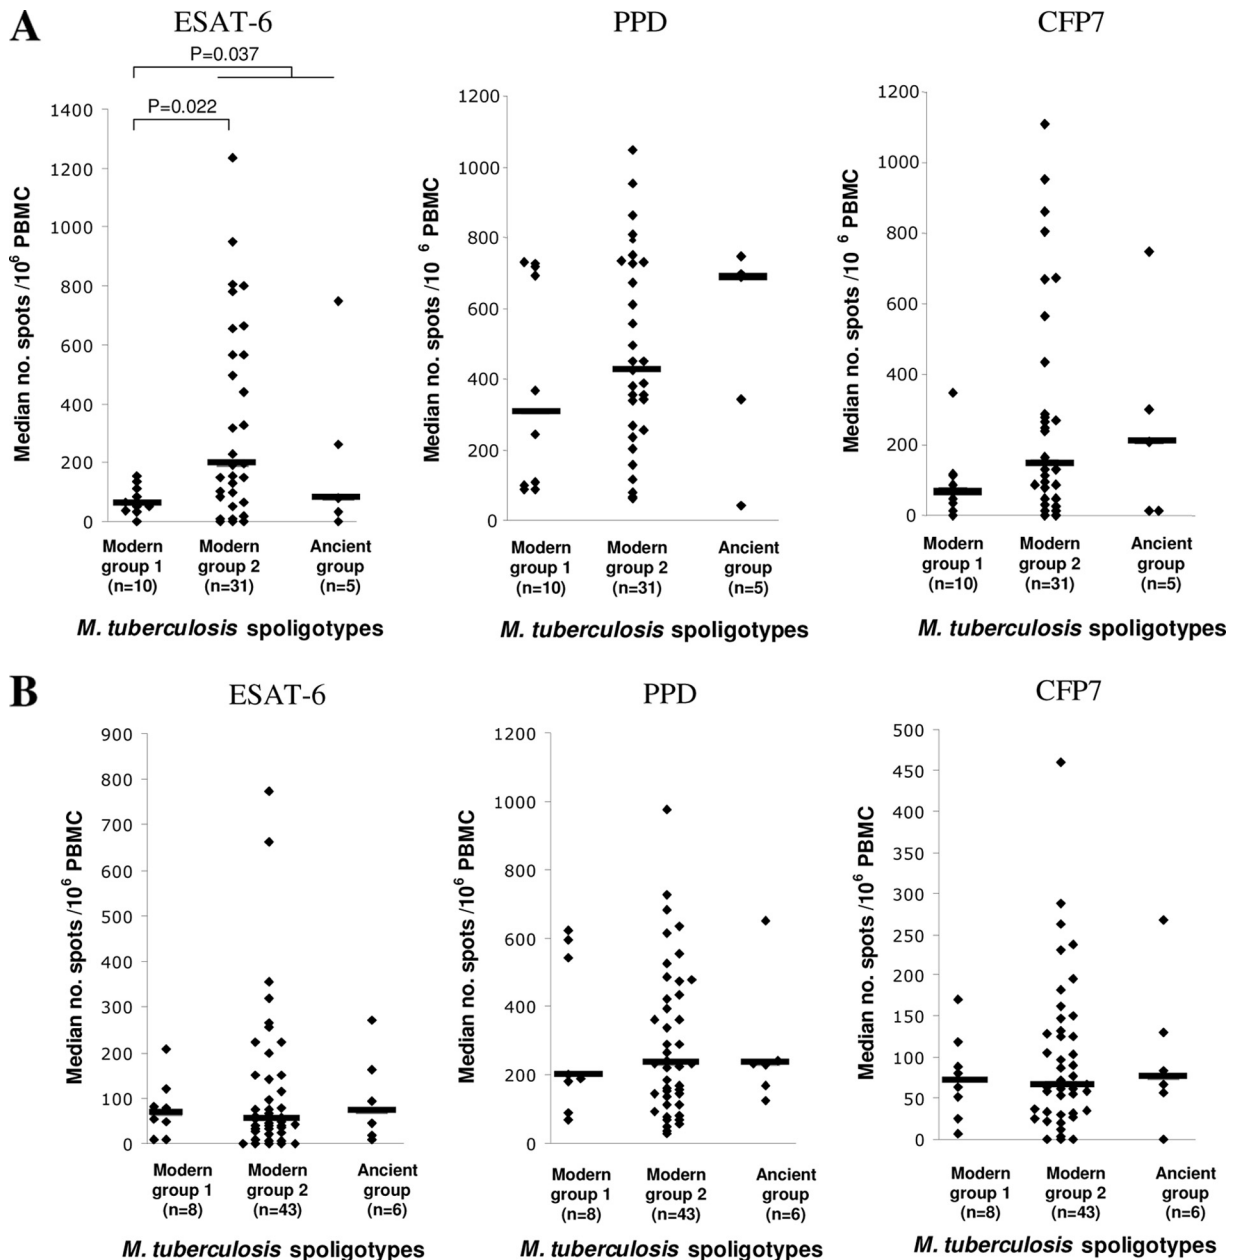 A
ESAT-6
PPD
CFP7
P=0.037
P=0.022
Median no. spots /10⁶ PBMC
1400
1200
1000
800
600
400
200
0
Modern group 1 (n=10)
Modern group 2 (n=31)
Ancient group (n=5)
M. tuberculosis spoligotypes
Median no. spots /10 ⁶ PBMC
1200
1000
800
600
400
200
0
Modern group 1 (n=10)
Modern group 2 (n=31)
Ancient group (n=5)
M. tuberculosis spoligotypes
Median no. spots /10 ⁶ PBMC
1200
1000
800
600
400
200
0
Modern group 1 (n=10)
Modern group 2 (n=31)
Ancient group (n=5)
M. tuberculosis spoligotypes
B
ESAT-6
PPD
CFP7
Median no. spots /10⁶ PBMC
900
800
700
600
500
400
300
200
100
0
Modern group 1 (n=8)
Modern group 2 (n=43)
Ancient group (n=6)
M. tuberculosis spoligotypes
Median no. spots /10⁶ PBMC
1200
1000
800
600
400
200
0
Modern group 1 (n=8)
Modern group 2 (n=43)
Ancient group (n=6)
M. tuberculosis spoligotypes
Median no. spots /10⁶ PBMC
500
450
400
350
300
250
200
150
100
50
0
Modern group 1 (n=8)
Modern group 2 (n=43)
Ancient group (n=6)
M. tuberculosis spoligotypes